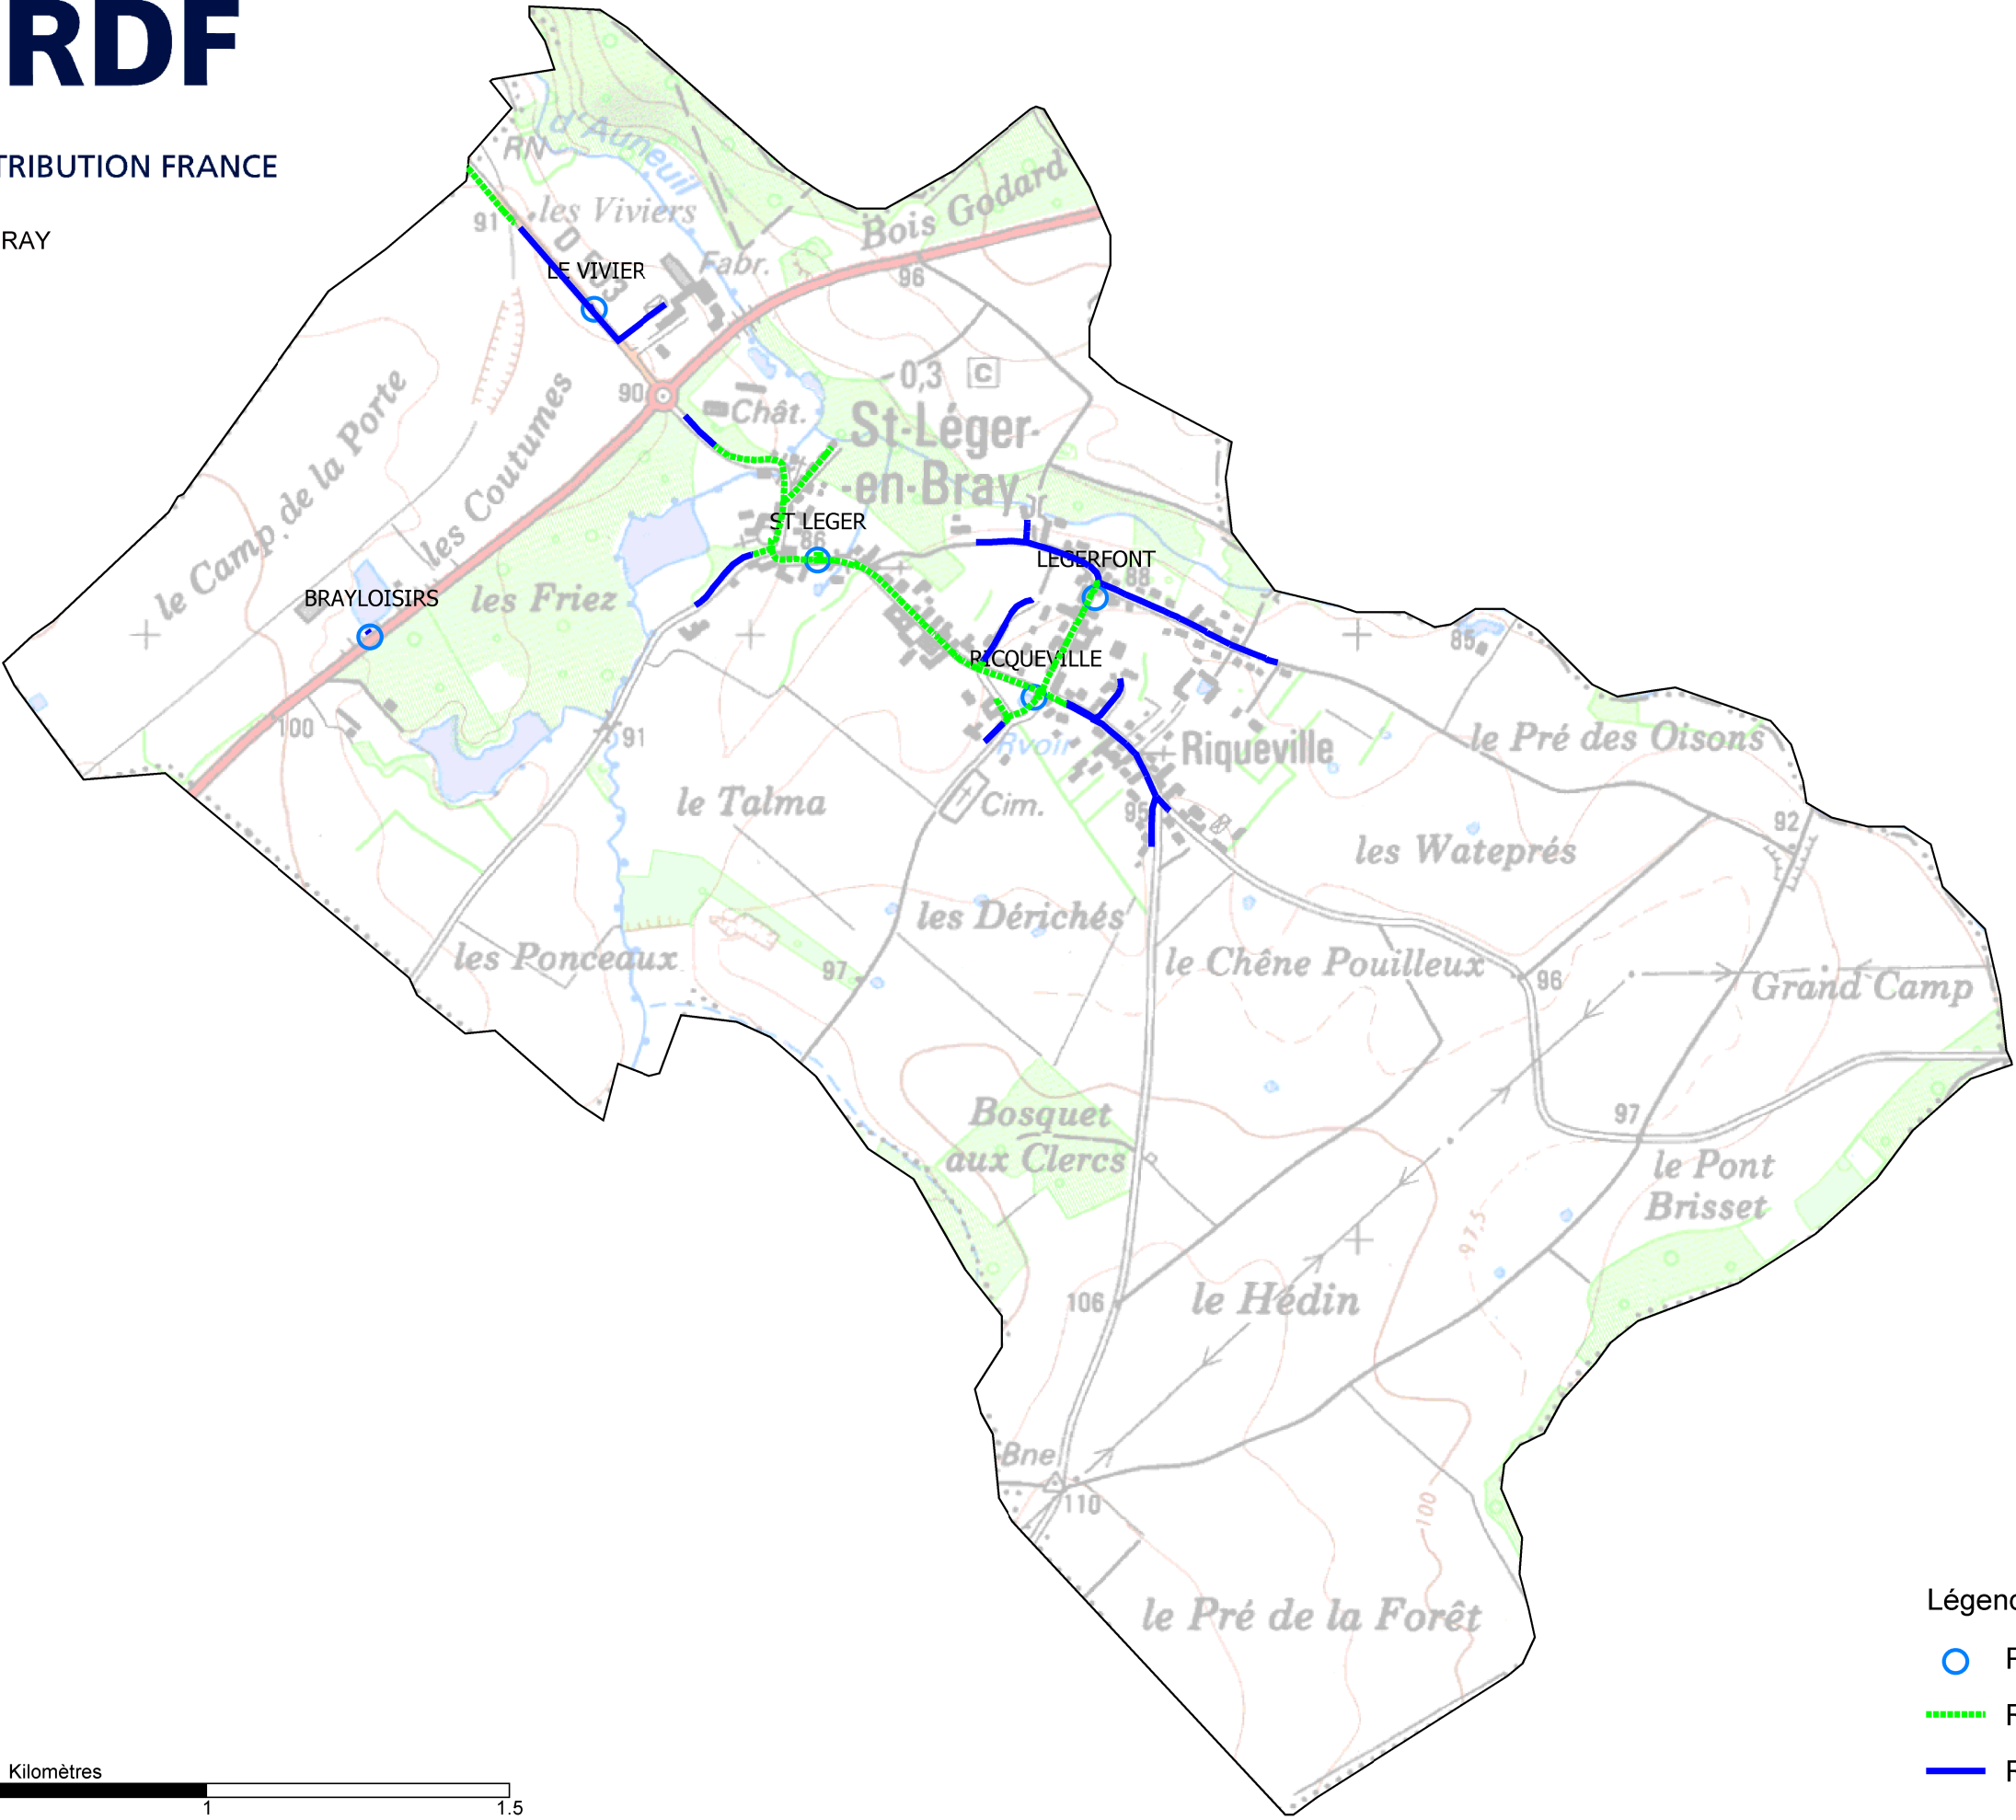 RDF
TRIBUTION FRANCE
RAY
d'Auneuil
RN
les Viviers
91
D
LE VIVIER
Fabr.
Bois Godard
96
-0,3
C
90
Chât.
St-Léger-
-en-Bray
le Camp de la Porte
les Coutumes
ST LEGER
86
LEGERFONT
88
BRAYLOISIRS
les Friez
RICQUEVILLE
85
100
91
Rvoir
Riqueville
le Pré des Oisons
le Talma
Cim.
95
92
les Wateprés
les Dérichés
les Ponceaux
97
le Chêne Pouilleux
96
Grand Camp
Bosquet
aux Clercs
97
le Pont
Brisset
97,5
106
le Hédin
Bne
110
100
le Pré de la Forêt
Légen
Kilomètres
1
1.5